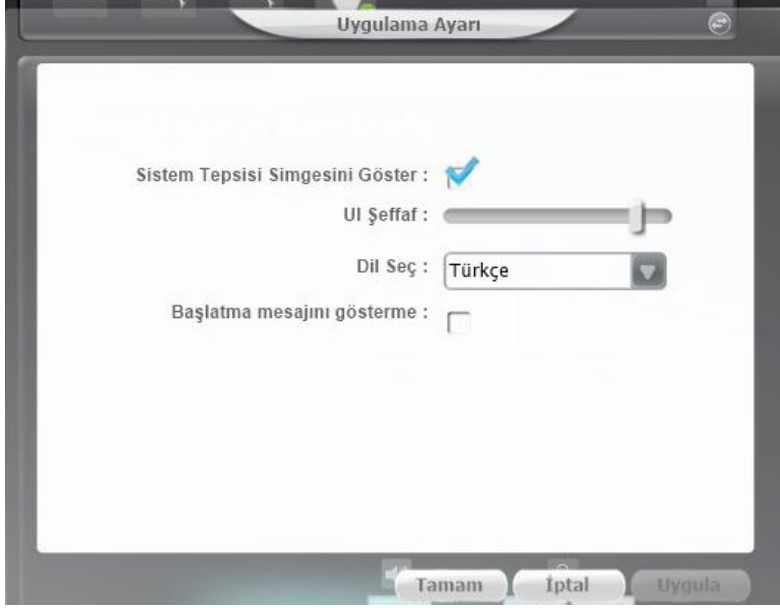 Uygulama Ayarı
Sistem Tepsisi Simgesini Göster :
UI Şeffaf :
Dil Seç : Türkçe
Başlatma mesajını gösterme :
Tamam İptal Uygula